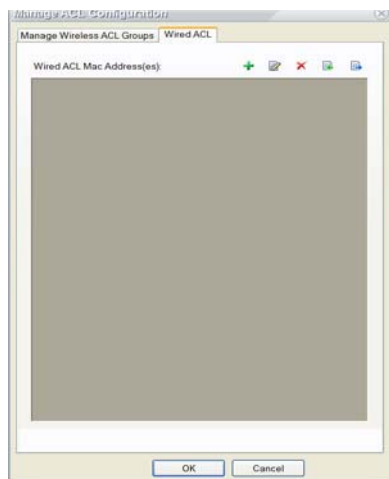 Manage ACL Configuration
Manage Wireless ACL Groups Wired ACL
Wired ACL Mac Address(es):
OK Cancel